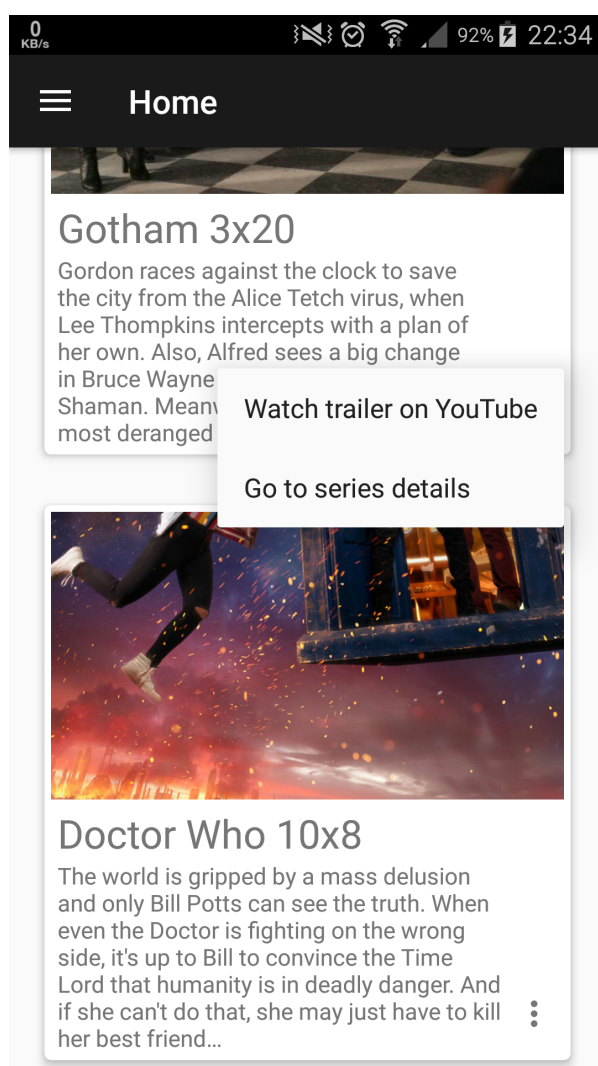 0
KB/s
92%
22:34
Home
Gotham 3x20
Gordon races against the clock to save
the city from the Alice Tetch virus, when
Lee Thompkins intercepts with a plan of
her own. Also, Alfred sees a big change
in Bruce Wayne
Shaman.
most deranged
Watch trailer on YouTube
Go to series details
Doctor Who 10x8
The world is gripped by a mass delusion
and only Bill Potts can see the truth. When
even the Doctor is fighting on the wrong
side, it's up to Bill to convince the Time
Lord that humanity is in deadly danger. And
if she can't do that, she may just have to kill
her best friend...